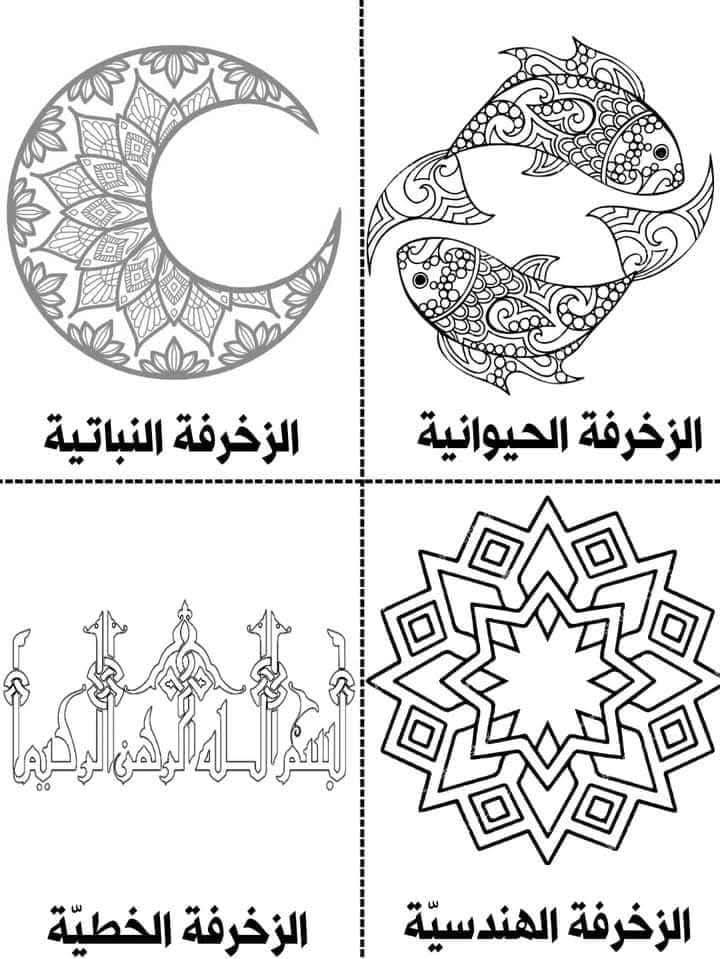 الزخرفة الحيوانية
الزخرفة النباتية
الزخرفة الهندسيّة
بسم الله الرحمن الرحيم
الزخرفة الخطيّة